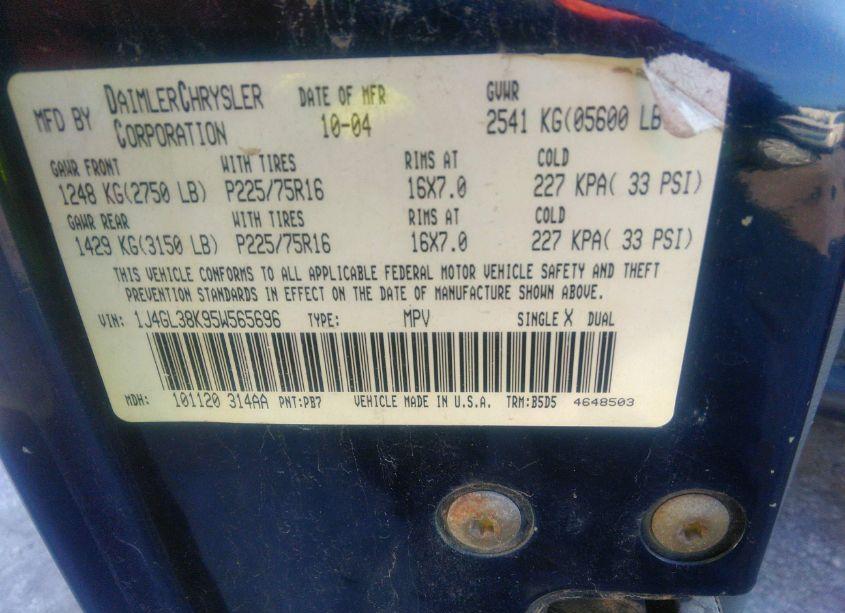 MFD BY DAIMLERCHRYSLER CORPORATION DATE OF MFR 10-04 GVWR 2541 KG(05600 LB
GAWR FRONT WITH TIRES RIMS AT COLD
1248 KG(2750 LB) P225/75R16 16X7.0 227 KPA( 33 PSI)
GAWR REAR WITH TIRES RIMS AT COLD
1429 KG(3150 LB) P225/75R16 16X7.0 227 KPA( 33 PSI)
THIS VEHICLE CONFORMS TO ALL APPLICABLE FEDERAL MOTOR VEHICLE SAFETY AND THEFT
PREVENTION STANDARDS IN EFFECT ON THE DATE OF MANUFACTURE SHOWN ABOVE.
VIN: 1J4GL38K95W565696 TYPE: MPV SINGLE X DUAL
MDH: 101120 314AA PNT:PB7 VEHICLE MADE IN U.S.A. TRM:B5D5 4648503